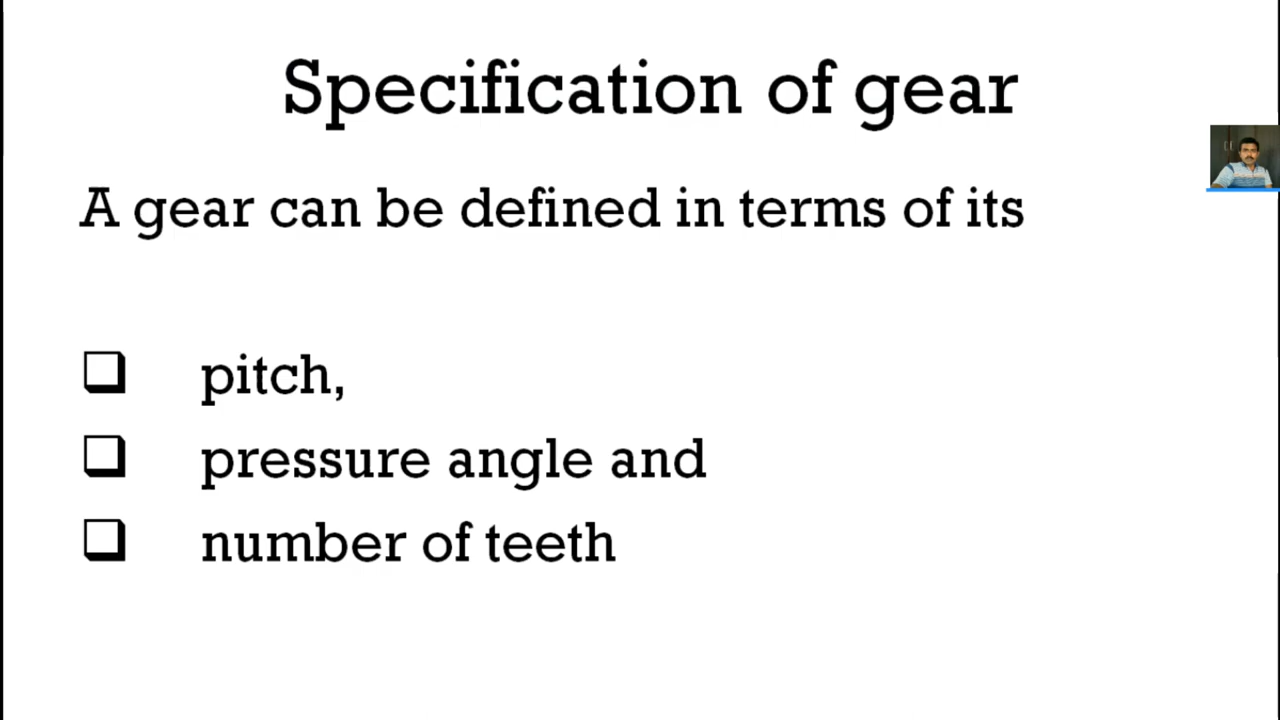 Specification of gear
A gear can be defined in terms of its
pitch,
pressure angle and
number of teeth